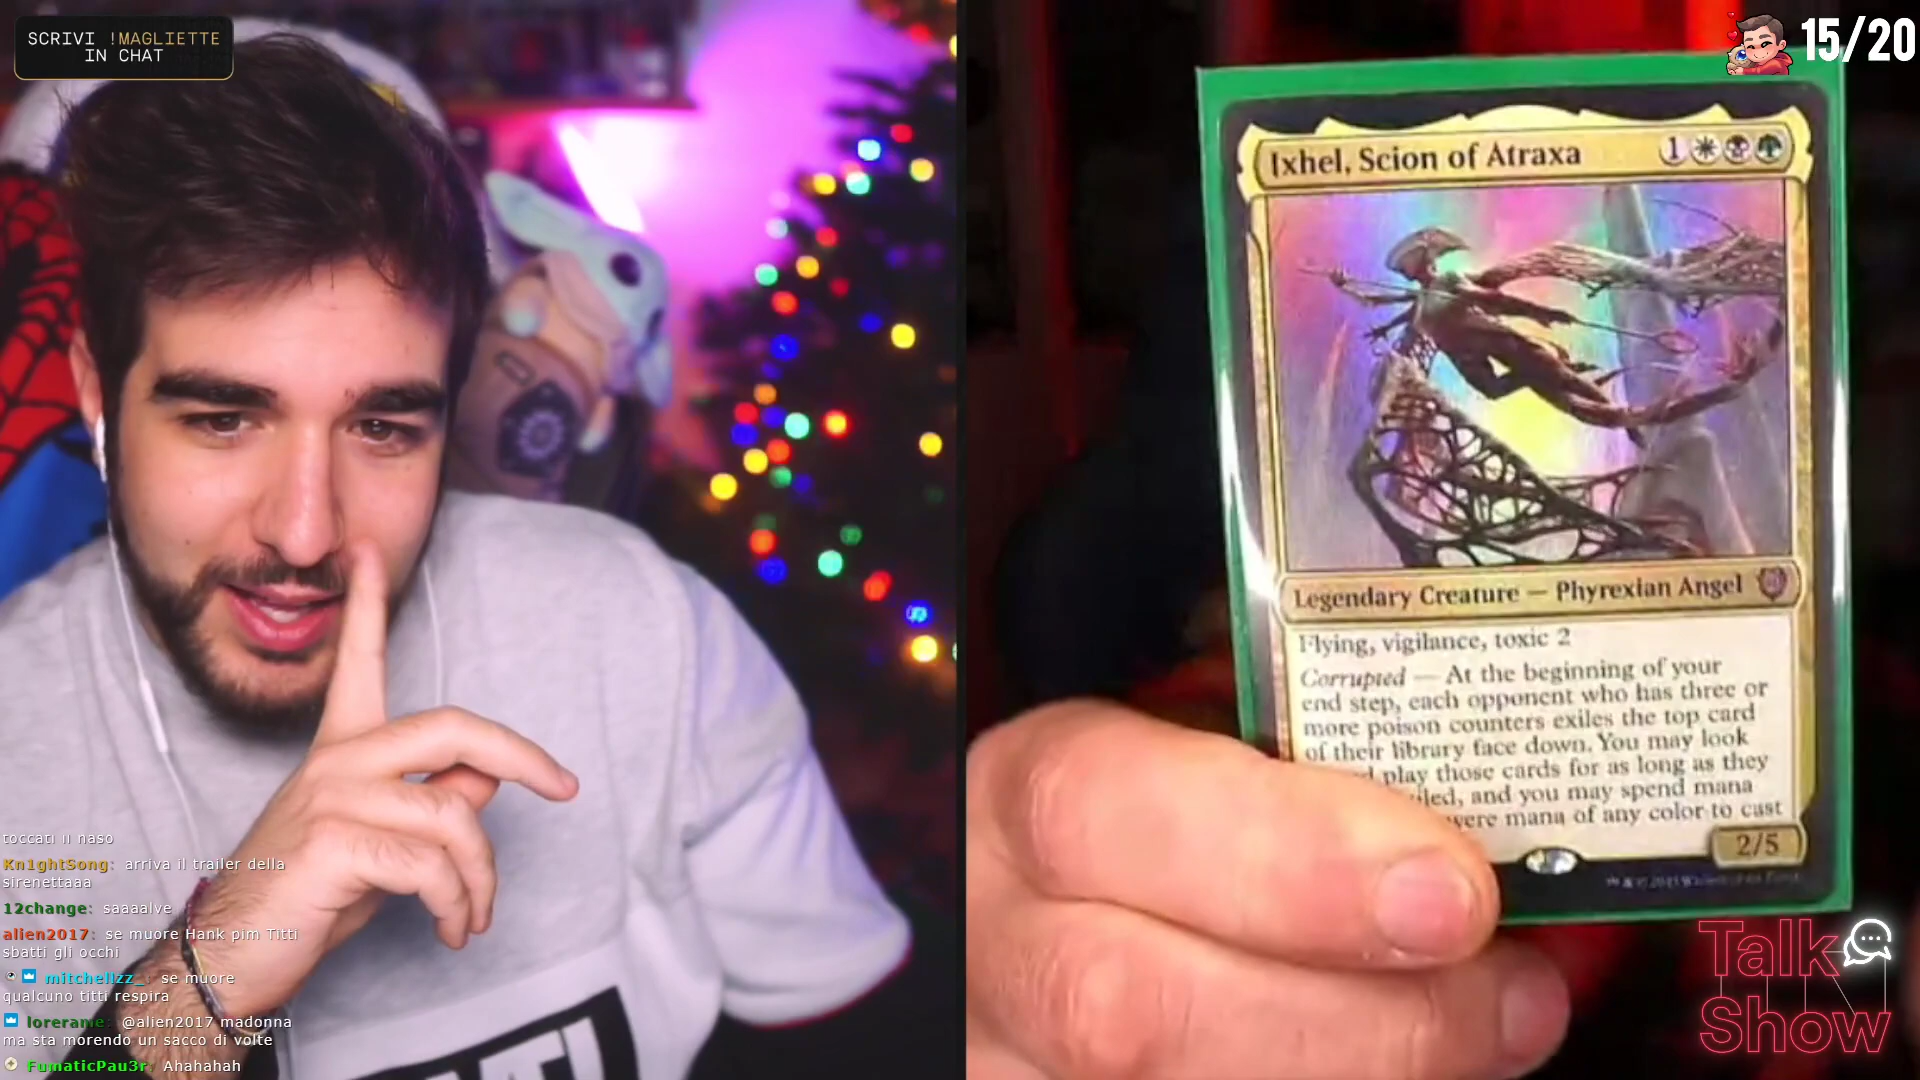 SCRIVI !MAGLIETTE
IN CHAT
15/20
Ixhel, Scion of Atraxa
1
Legendary Creature — Phyrexian Angel
Flying, vigilance, toxic 2
Corrupted — At the beginning of your
end step, each opponent who has three or
more poison counters exiles the top card
of their library face down. You may look
play those cards for as long as they
and you may spend mana
were mana of any color to cast
2/5
toccati il naso
Kn1ghtSong: arriva il trailer della
sirenettaaa
12change: saaaalve
alien2017: se muore Hank pim Titti
sbatti gli occhi
mitchellzz_: se muore
qualcuno titti respira
lorerame: @alien2017 madonna
ma sta morendo un sacco di volte
FumaticPau3r: Ahahahah
Talk
Show